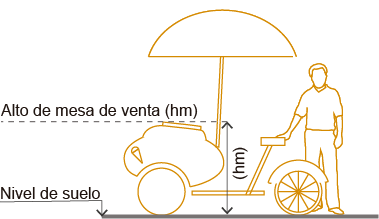 Alto de mesa de venta (hm)
(hm)
Nivel de suelo